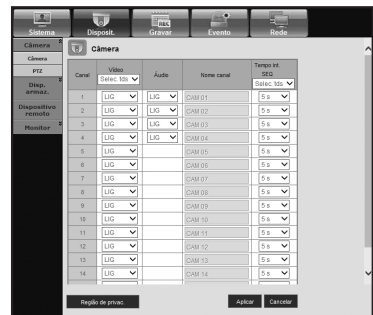 Sistema Disposit. Gravar Evento Rede
Câmera
Câmera
PTZ
Disp. armaz.
Dispositivo remoto
Monitor
Câmera
Canal Vídeo Áudio Nome canal Tempo int. SEQ
Selec. tds Selec. tds
1 LIG LIG CAM 01 5 s
2 LIG LIG CAM 02 5 s
3 LIG LIG CAM 03 5 s
4 LIG LIG CAM 04 5 s
5 LIG CAM 05 5 s
6 LIG CAM 06 5 s
7 LIG CAM 07 5 s
8 LIG CAM 08 5 s
9 LIG CAM 09 5 s
10 LIG CAM 10 5 s
11 LIG CAM 11 5 s
12 LIG CAM 12 5 s
13 LIG CAM 13 5 s
14 LIG CAM 14 5 s
Região de privac. Aplicar Cancelar